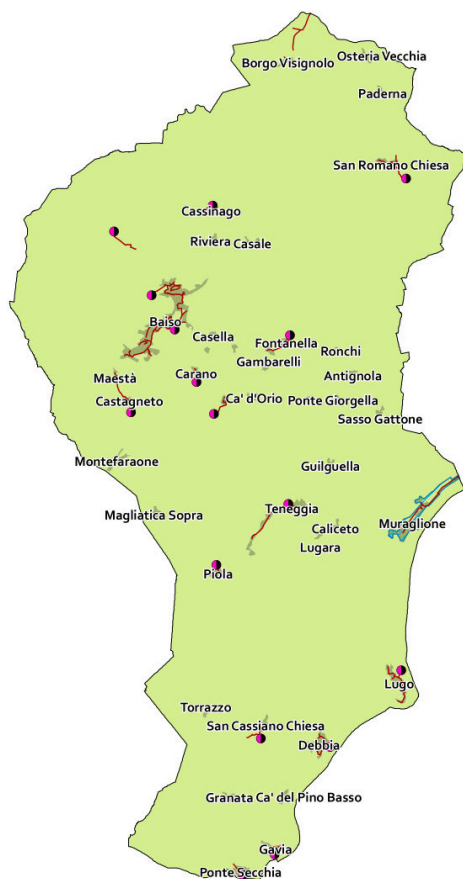 Borgo Visignolo
Osteria Vecchia
Paderna
San Romano Chiesa
Cassinago
Riviera
Casale
Baiso
Casella
Fontanella
Gambarelli
Ronchi
Maestà
Carano
Antignola
Castagneto
Ca' d'Orio
Ponte Giorgella
Sasso Gattone
Montefaraone
Guilguella
Magliatica Sopra
Teneggia
Caliceto
Muraglione
Lugara
Piola
Lugo
Torrazzo
San Cassiano Chiesa
Debbia
Granata
Ca' del Pino Basso
Gavia
Ponte Secchia